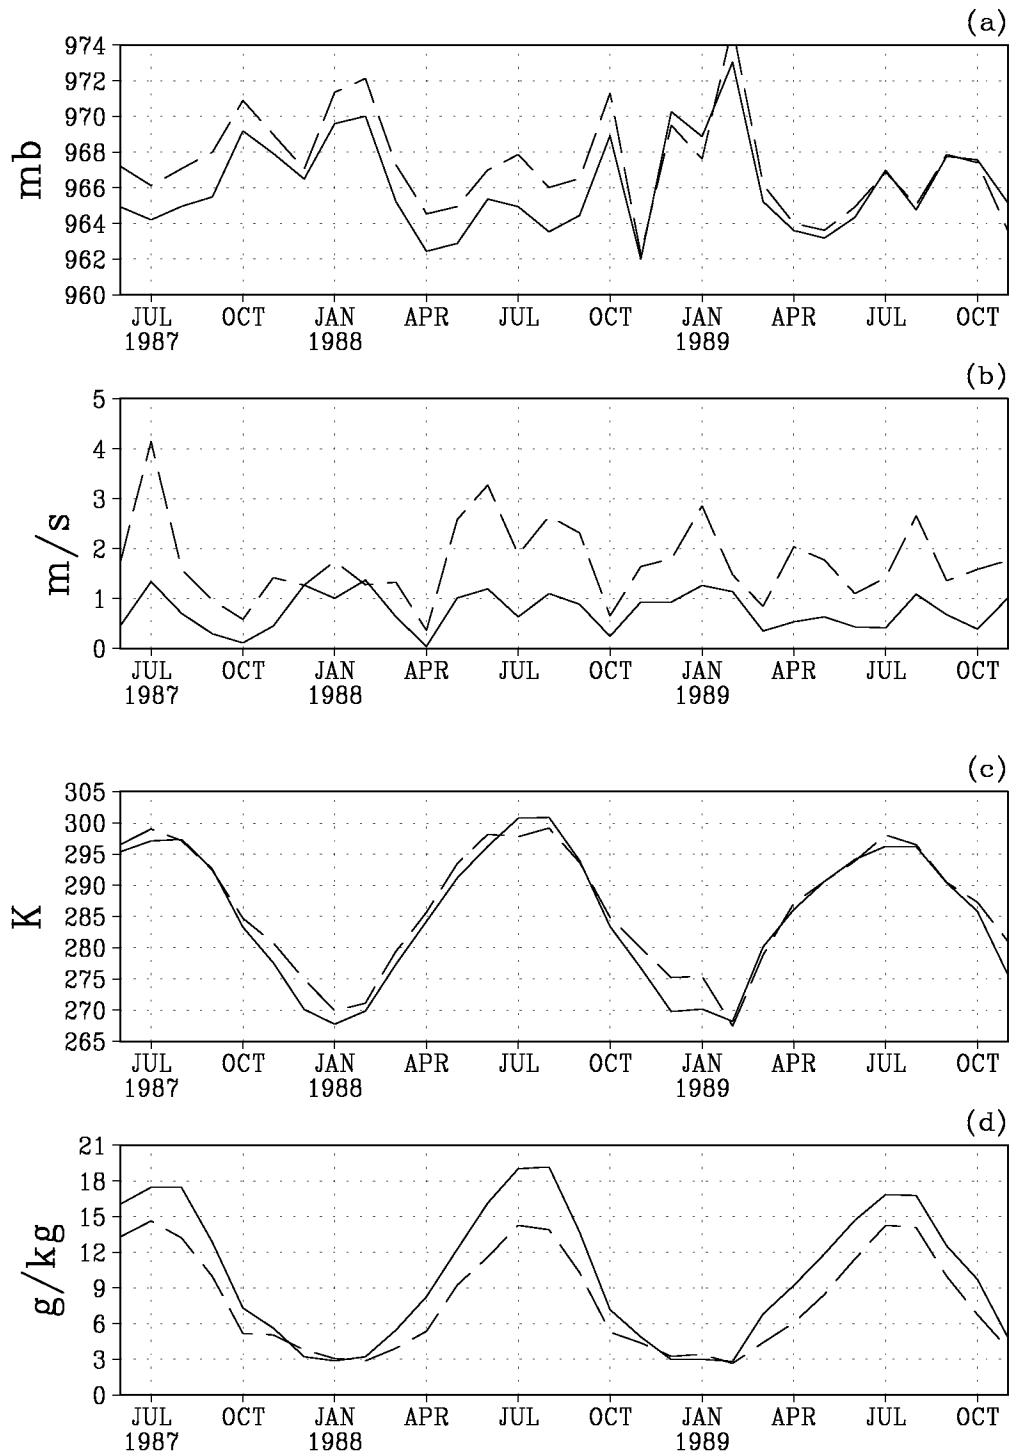 (a)
974
972
970
968
966
964
962
960
mb
JUL OCT JAN APR JUL OCT JAN APR JUL OCT
1987 1988 1989
(b)
5
4
3
2
1
0
m/s
JUL OCT JAN APR JUL OCT JAN APR JUL OCT
1987 1988 1989
(c)
305
300
295
290
285
280
275
270
265
K
JUL OCT JAN APR JUL OCT JAN APR JUL OCT
1987 1988 1989
(d)
21
18
15
12
9
6
3
0
g/kg
JUL OCT JAN APR JUL OCT JAN APR JUL OCT
1987 1988 1989